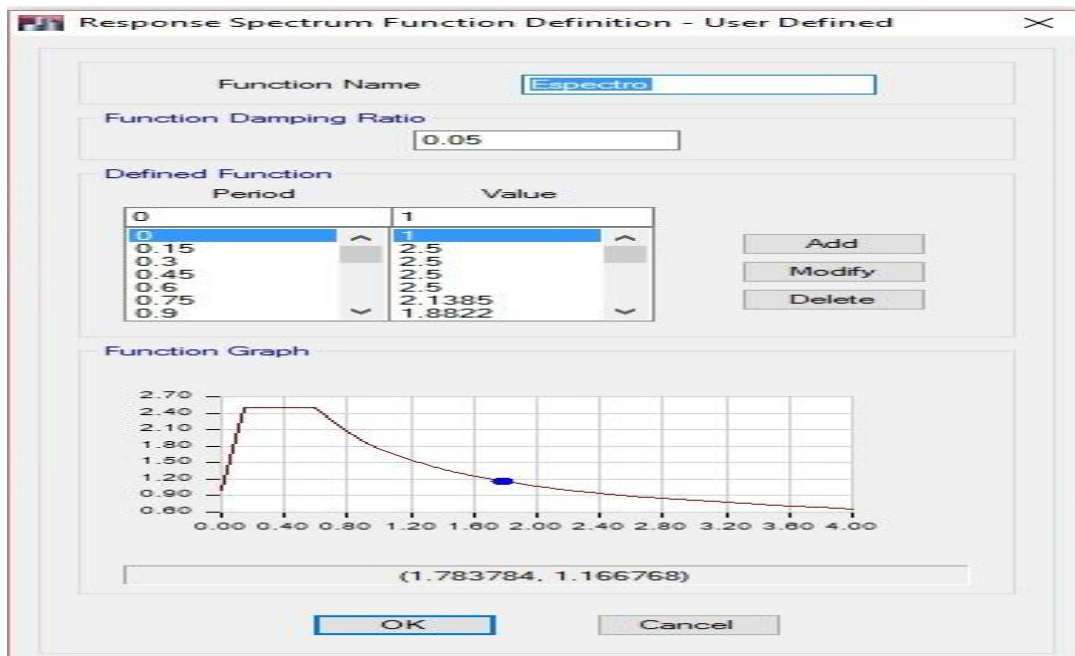 Response Spectrum Function Definition - User Defined
Function Name Espectro
Function Damping Ratio
0.05
Defined Function
Period Value
0 1
0 1
0.15 2.5
0.3 2.5
0.45 2.5
0.6 2.5
0.75 2.1385
0.9 1.8822
Add
Modify
Delete
Function Graph
2.70
2.40
2.10
1.80
1.50
1.20
0.90
0.60
0.00 0.40 0.80 1.20 1.60 2.00 2.40 2.80 3.20 3.60 4.00
(1.783784, 1.166768)
OK Cancel